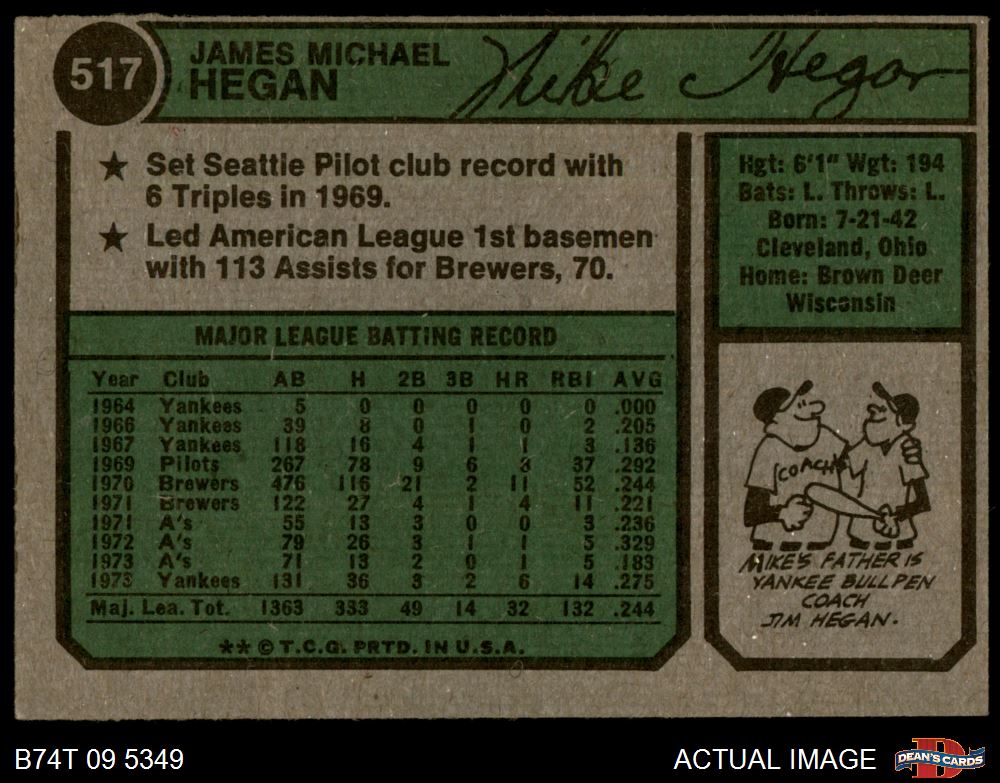 517
JAMES MICHAEL
HEGAN
Mike Hegan
★ Set Seattle Pilot club record with
6 Triples in 1969.
★ Led American League 1st basemen
with 113 Assists for Brewers, 70.
Hgt: 6'1" Wgt: 194
Bats: L. Throws: L.
Born: 7-21-42
Cleveland, Ohio
Home: Brown Deer
Wisconsin
MAJOR LEAGUE BATTING RECORD
Year Club AB H 2B 3B HR RBI AVG
1964 Yankees 5 0 0 0 0 0 .000
1966 Yankees 39 8 0 1 0 2 .205
1967 Yankees 118 16 4 1 1 3 .136
1969 Pilots 267 78 9 6 8 37 .292
1970 Brewers 476 116 21 2 11 52 .244
1971 Brewers 122 27 4 1 4 11 .221
1971 A's 55 13 3 0 0 3 .236
1972 A's 79 26 3 1 1 5 .329
1973 A's 71 13 2 0 1 5 .183
1973 Yankees 131 36 3 2 6 14 .275
Maj. Lea. Tot. 1363 333 49 14 32 132 .244
** © T.C.G. PRTD. IN U.S.A.
COACH
MIKE'S FATHER IS
YANKEE BULLPEN
COACH
JIM HEGAN.
B74T 09 5349
ACTUAL IMAGE
DEAN'S CARDS